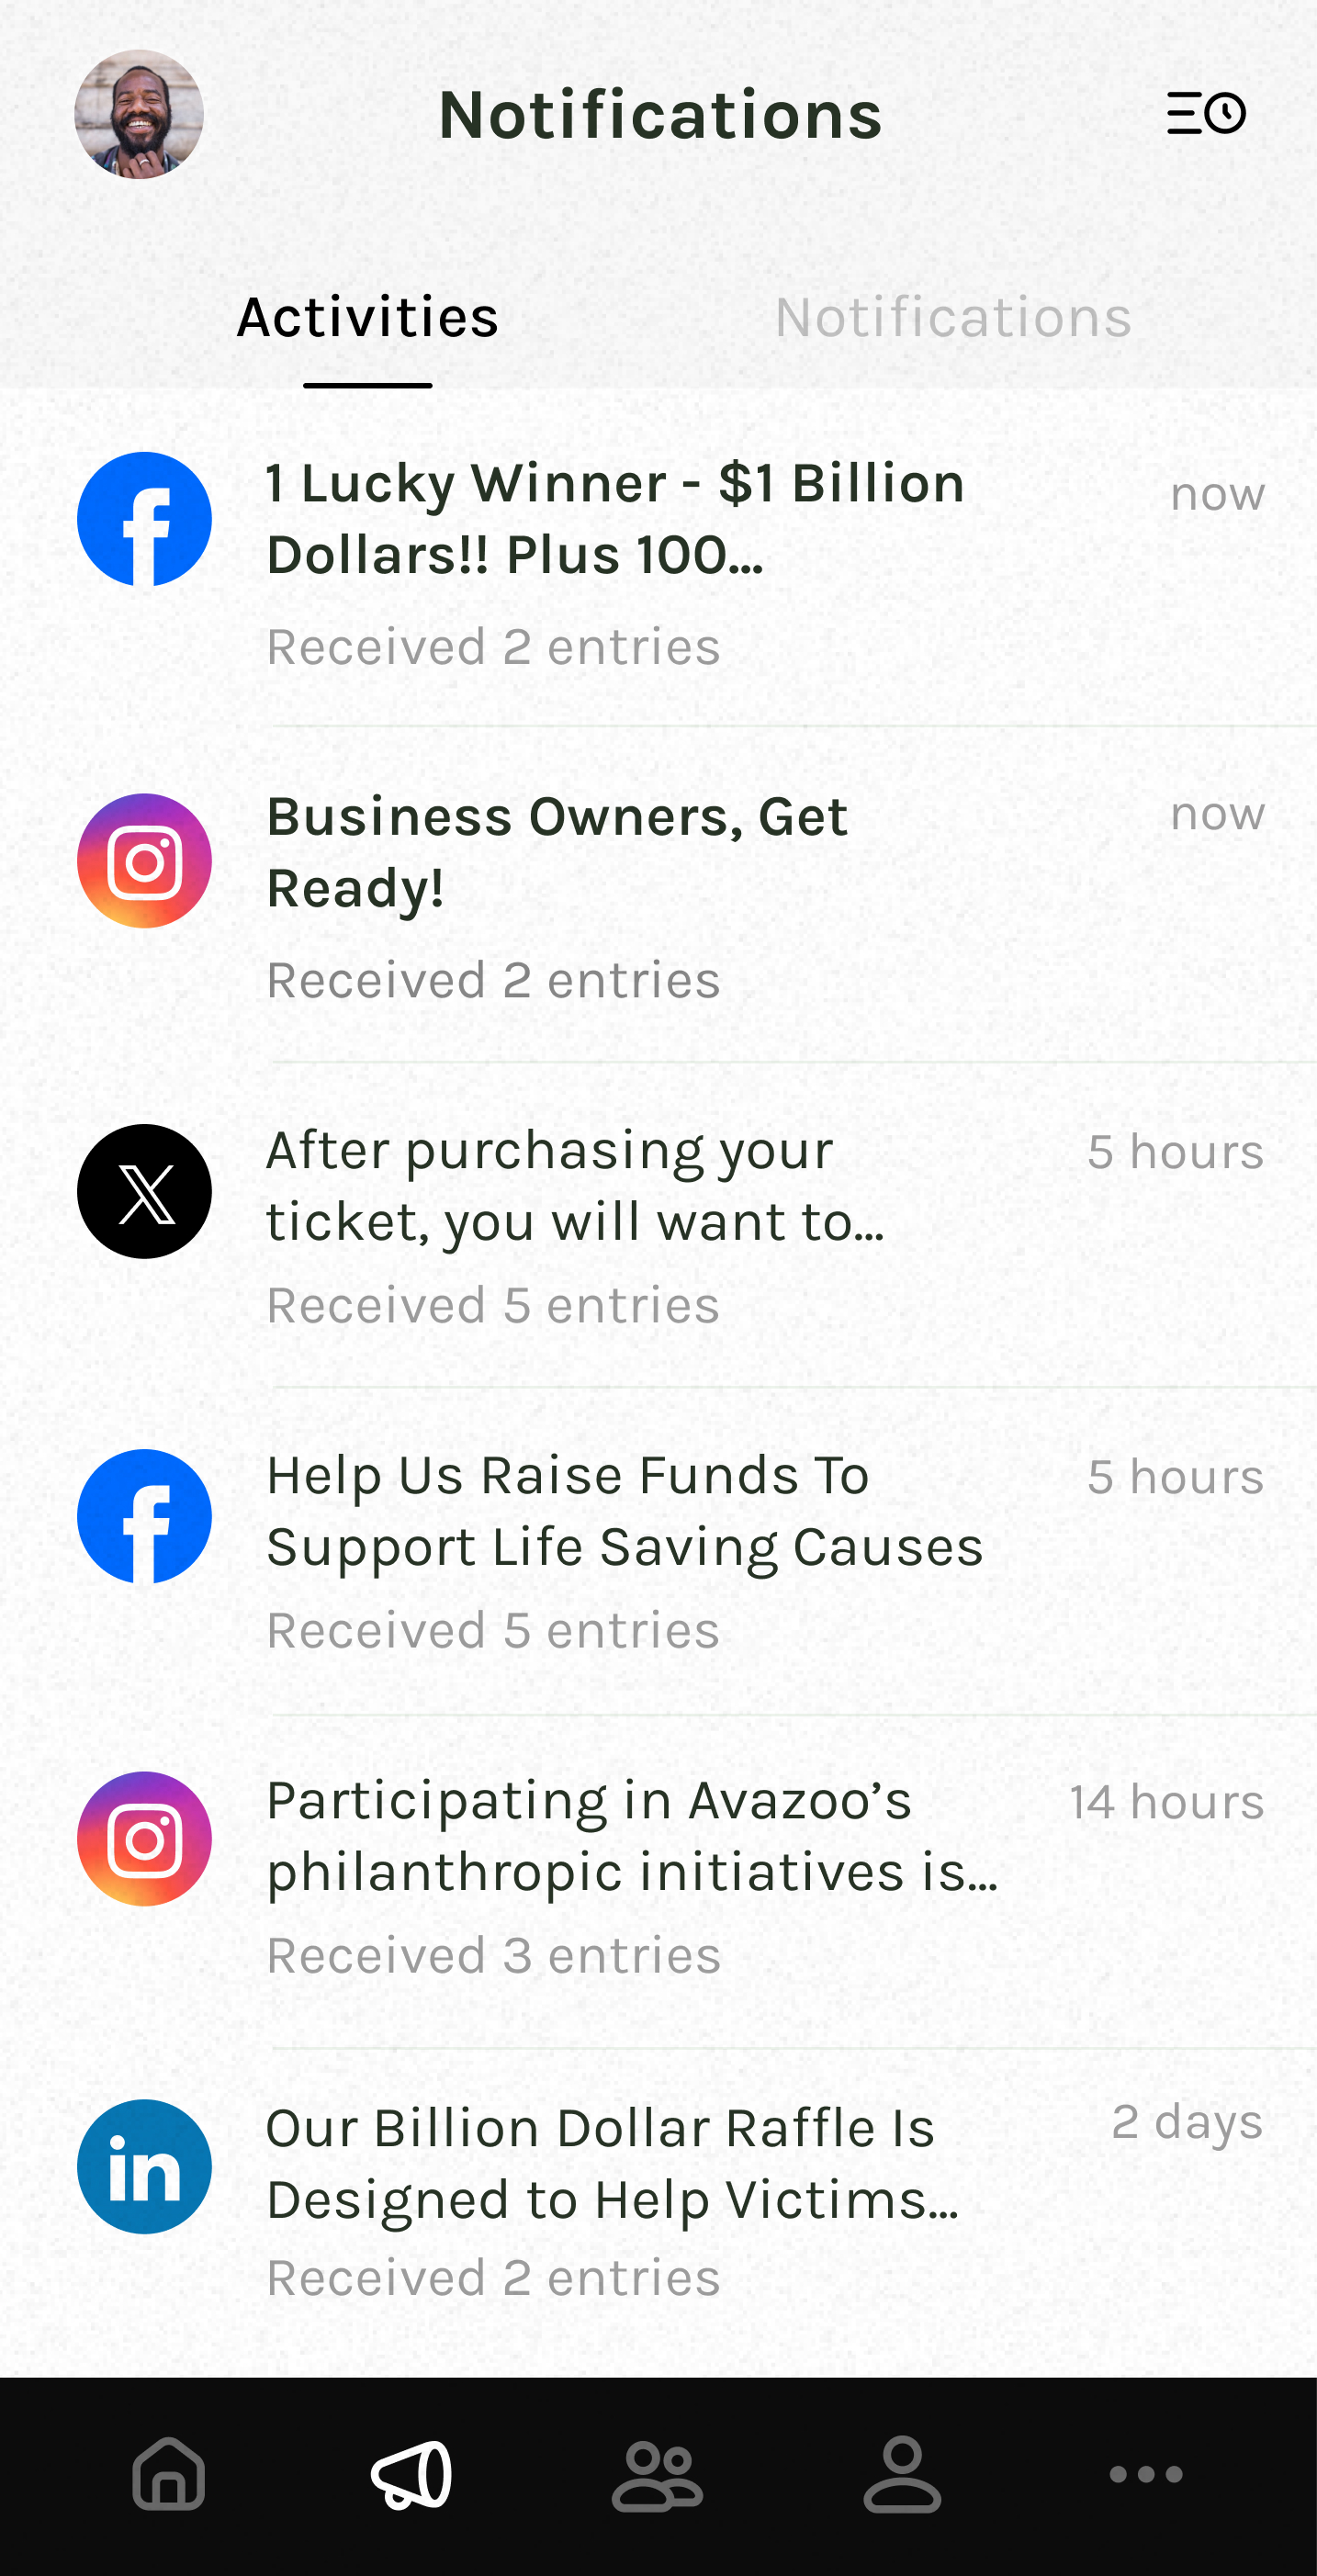 Notifications
Activities
Notifications
1 Lucky Winner - $1 Billion
Dollars!! Plus 100...
now
Received 2 entries
Business Owners, Get
Ready!
now
Received 2 entries
After purchasing your
ticket, you will want to...
5 hours
Received 5 entries
Help Us Raise Funds To
Support Life Saving Causes
5 hours
Received 5 entries
Participating in Avazoo’s
philanthropic initiatives is...
14 hours
Received 3 entries
in
Our Billion Dollar Raffle Is
Designed to Help Victims...
2 days
Received 2 entries